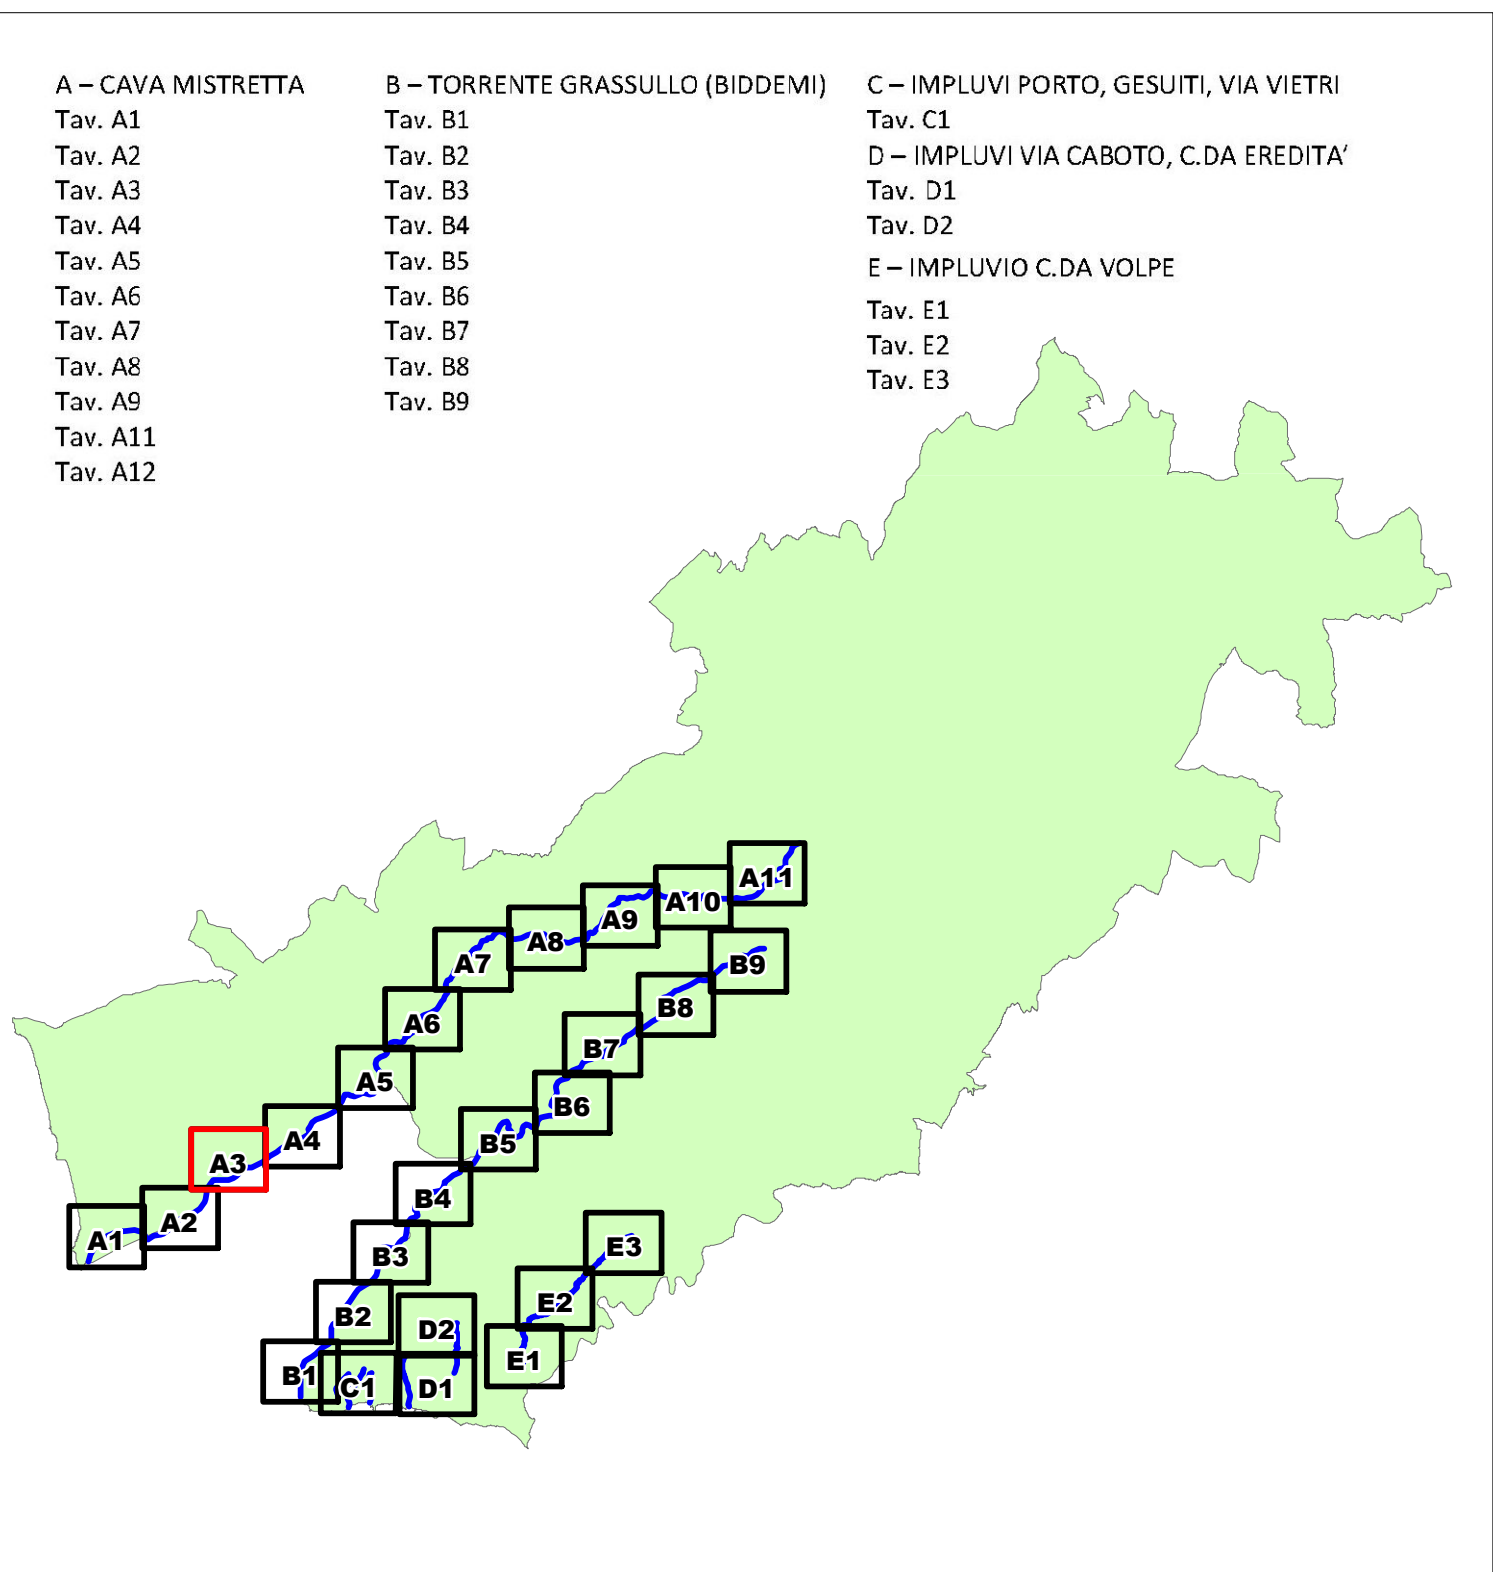 A – CAVA MISTRETTA
Tav. A1
Tav. A2
Tav. A3
Tav. A4
Tav. A5
Tav. A6
Tav. A7
Tav. A8
Tav. A9
Tav. A11
Tav. A12
B – TORRENTE GRASSULLO (BIDDEMI)
Tav. B1
Tav. B2
Tav. B3
Tav. B4
Tav. B5
Tav. B6
Tav. B7
Tav. B8
Tav. B9
C – IMPLUVI PORTO, GESUITI, VIA VIETRI
Tav. C1
D – IMPLUVI VIA CABOTO, C.DA EREDITA’
Tav. D1
Tav. D2
E – IMPLUVIO C.DA VOLPE
Tav. E1
Tav. E2
Tav. E3
A11
A10
A9
A8
A7
B9
B8
A6
B7
A5
B6
A4
B5
A3
B4
A2
A1
B3
E3
E2
B2
D2
E1
B1
C1
D1